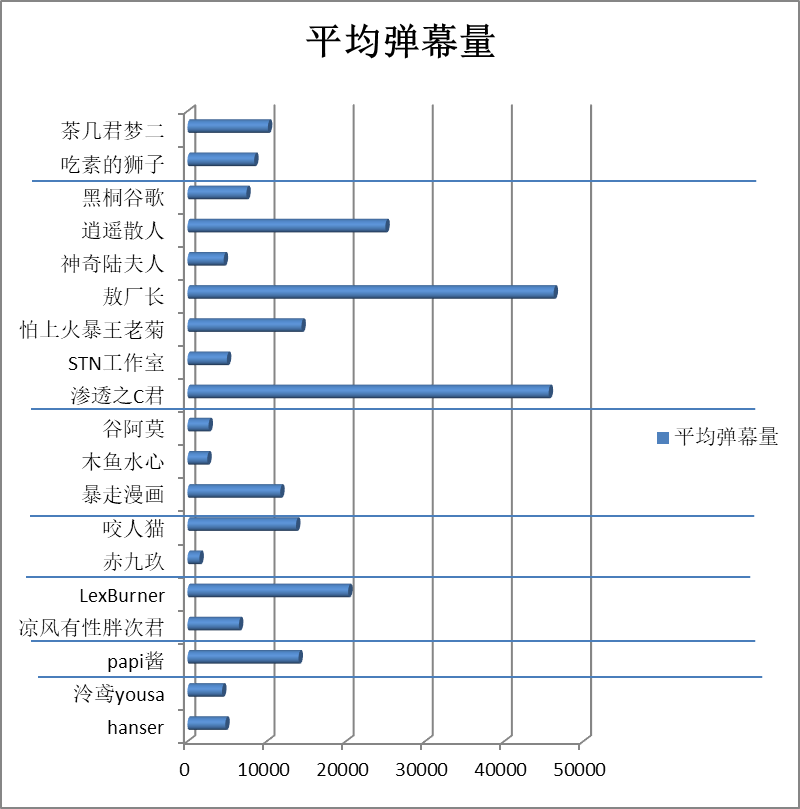 平均弹幕量
茶几君梦二
吃素的狮子
黑桐谷歌
逍遥散人
神奇陆夫人
敖厂长
怕上火暴王老菊
STN工作室
渗透之C君
谷阿莫
木鱼水心
暴走漫画
咬人猫
赤九玖
LexBurner
凉风有性胖次君
papi酱
泠鸢yousa
hanser
0 10000 20000 30000 40000 50000
平均弹幕量